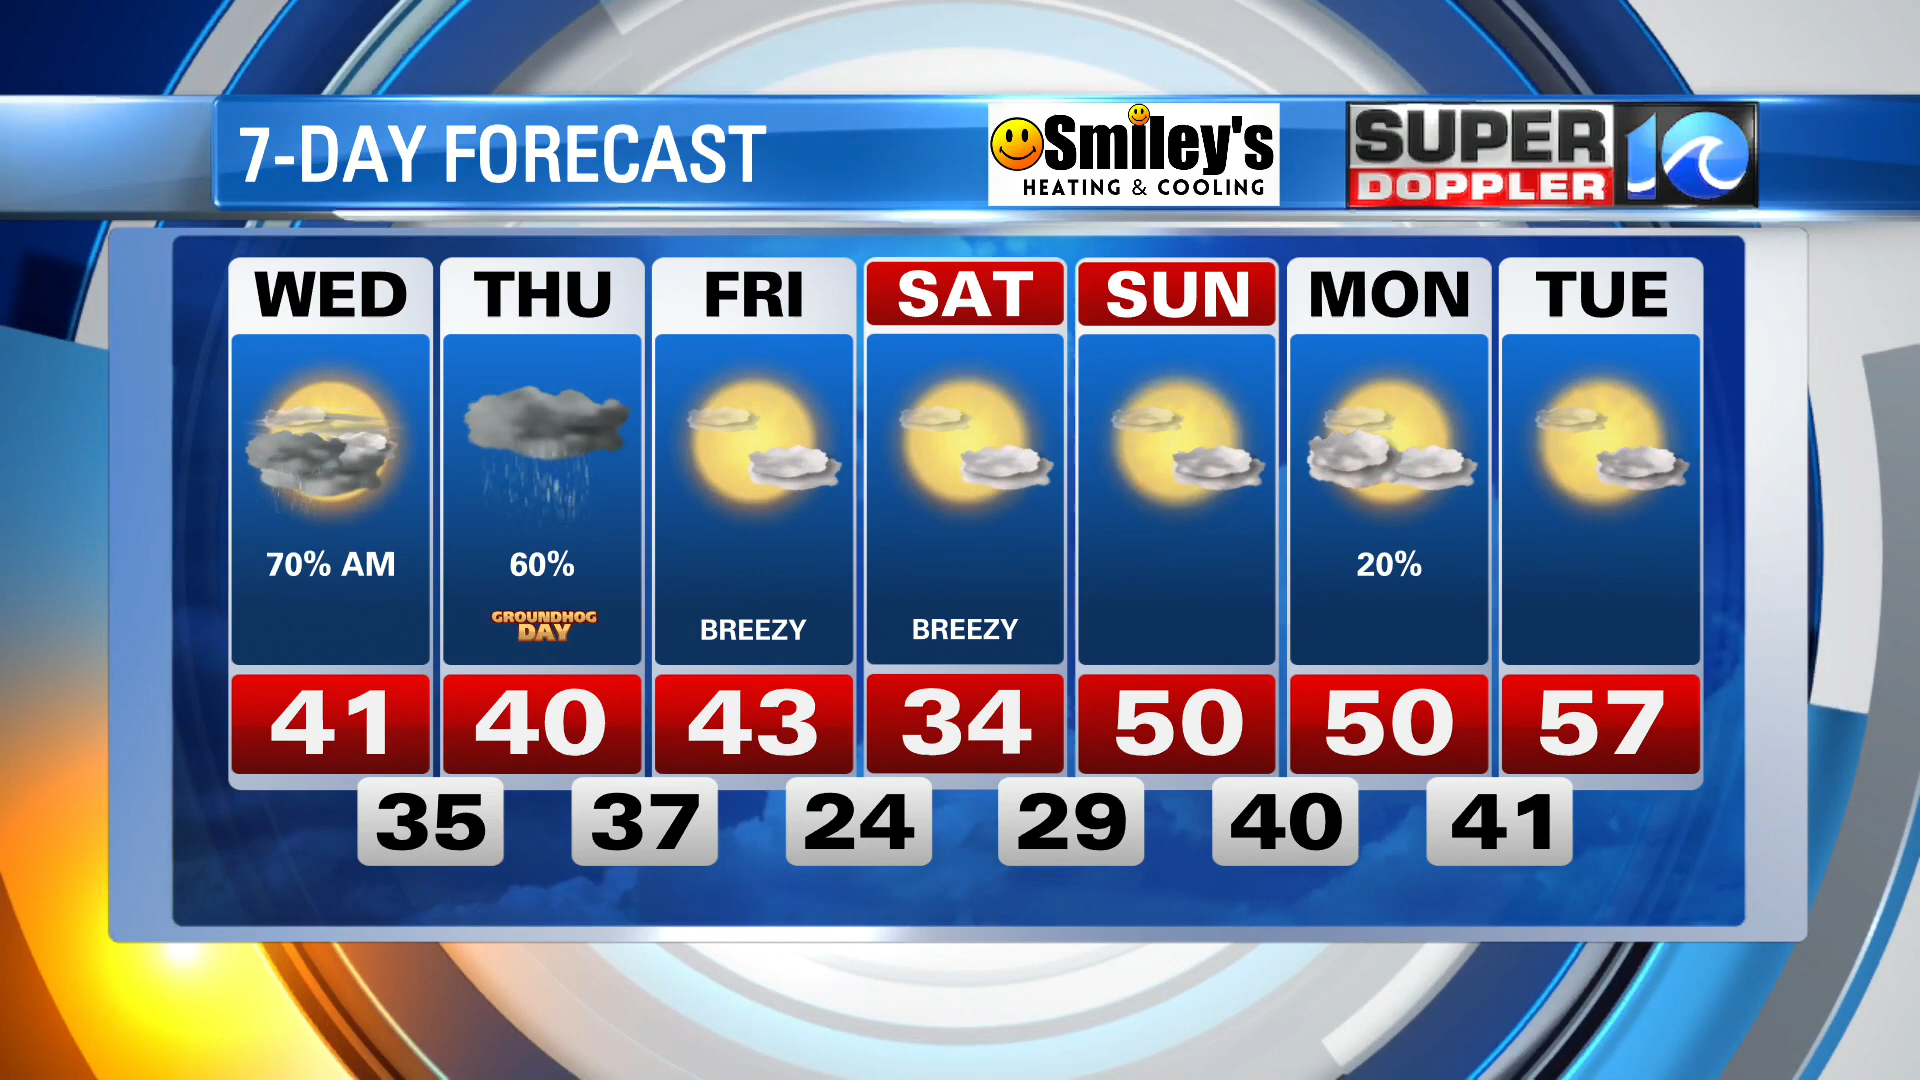 7-DAY FORECAST
Smiley's
HEATING & COOLING
SUPER
DOPPLER
10
WED THU FRI SAT SUN MON TUE
70% AM 60% 20%
GROUNDHOG
DAY
BREEZY BREEZY
41 40 43 34 50 50 57
35 37 24 29 40 41